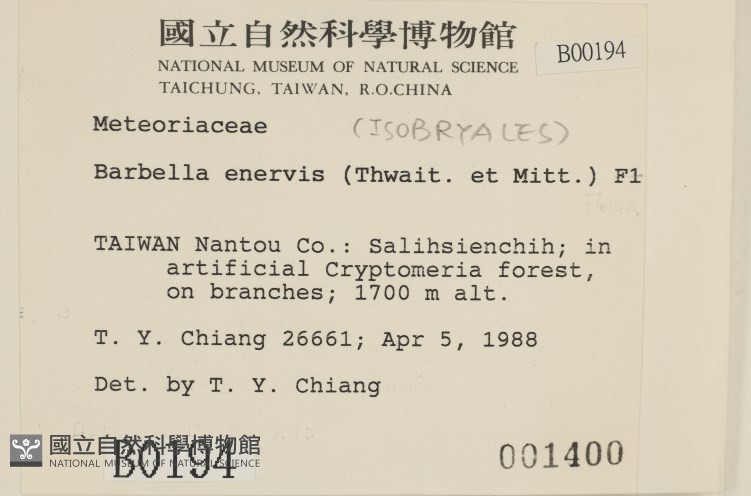 國立自然科學博物館
B00194
NATIONAL MUSEUM OF NATURAL SCIENCE
TAICHUNG, TAIWAN, R.O.CHINA
Meteoriaceae (ISOBRYALES)
Barbella enervis (Thwait. et Mitt.) Fl
TAIWAN Nantou Co.: Salihsienchih; in
artificial Cryptomeria forest,
on branches; 1700 m alt.
T. Y. Chiang 26661; Apr 5, 1988
Det. by T. Y. Chiang
國立自然科學博物館
NATIONAL MUSEUM OF NATURAL SCIENCE
B0194
001400